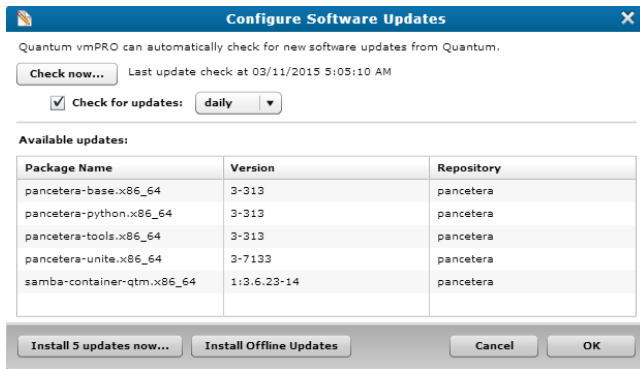 Configure Software Updates
Quantum vmPRO can automatically check for new software updates from Quantum.
Check now... Last update check at 03/11/2015 5:05:10 AM
Check for updates: daily
Available updates:
Package Name Version Repository
pancetera-base.x86_64 3-313 pancetera
pancetera-python.x86_64 3-313 pancetera
pancetera-tools.x86_64 3-313 pancetera
pancetera-unite.x86_64 3-7133 pancetera
samba-container-qtm.x86_64 1:3.6.23-14 pancetera
Install 5 updates now... Install Offline Updates Cancel OK